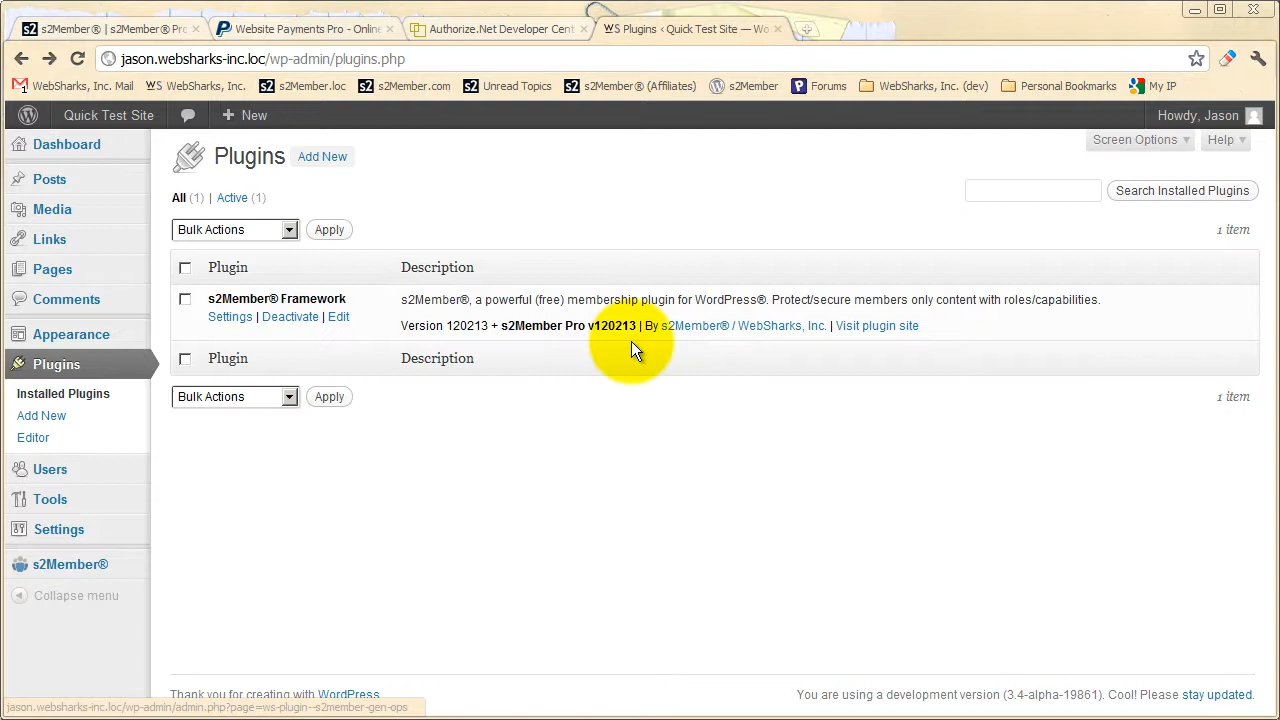 s2Member® | s2Member® Pro
Website Payments Pro - Online
Authorize.Net Developer Cent
Plugins ‹ Quick Test Site — Wo
jason.websharks-inc.loc/wp-admin/plugins.php
WebSharks, Inc. Mail
WebSharks, Inc.
s2Member.loc
Unread Topics
s2Member® (Affiliates)
s2Member
Forums
WebSharks, Inc. (dev)
Personal Bookmarks
My IP
Quick Test Site
New
Howdy, Jason
Screen Options
Help
Plugins
Add New
All (1) | Active (1)
Search Installed Plugins
Bulk Actions
Apply
1 item
Plugin
Description
s2Member® Framework
Settings | Deactivate | Edit
s2Member®, a powerful (free) membership plugin for WordPress®. Protect/secure members only content with roles/capabilities.
Version 120213 + s2Member Pro v120213 | By s2Member® / WebSharks, Inc. | Visit plugin site
Plugin
Description
Bulk Actions
Apply
1 item
Dashboard
Posts
Media
Links
Pages
Comments
Appearance
Plugins
Installed Plugins
Add New
Editor
Users
Tools
Settings
s2Member®
Collapse menu
Thank you for creating with WordPress
You are using a development version (3.4-alpha-19861). Cool! Please stay updated.
jason.websharks-inc.loc/wp-admin/admin.php?page=ws-plugin--s2member-gen-ops